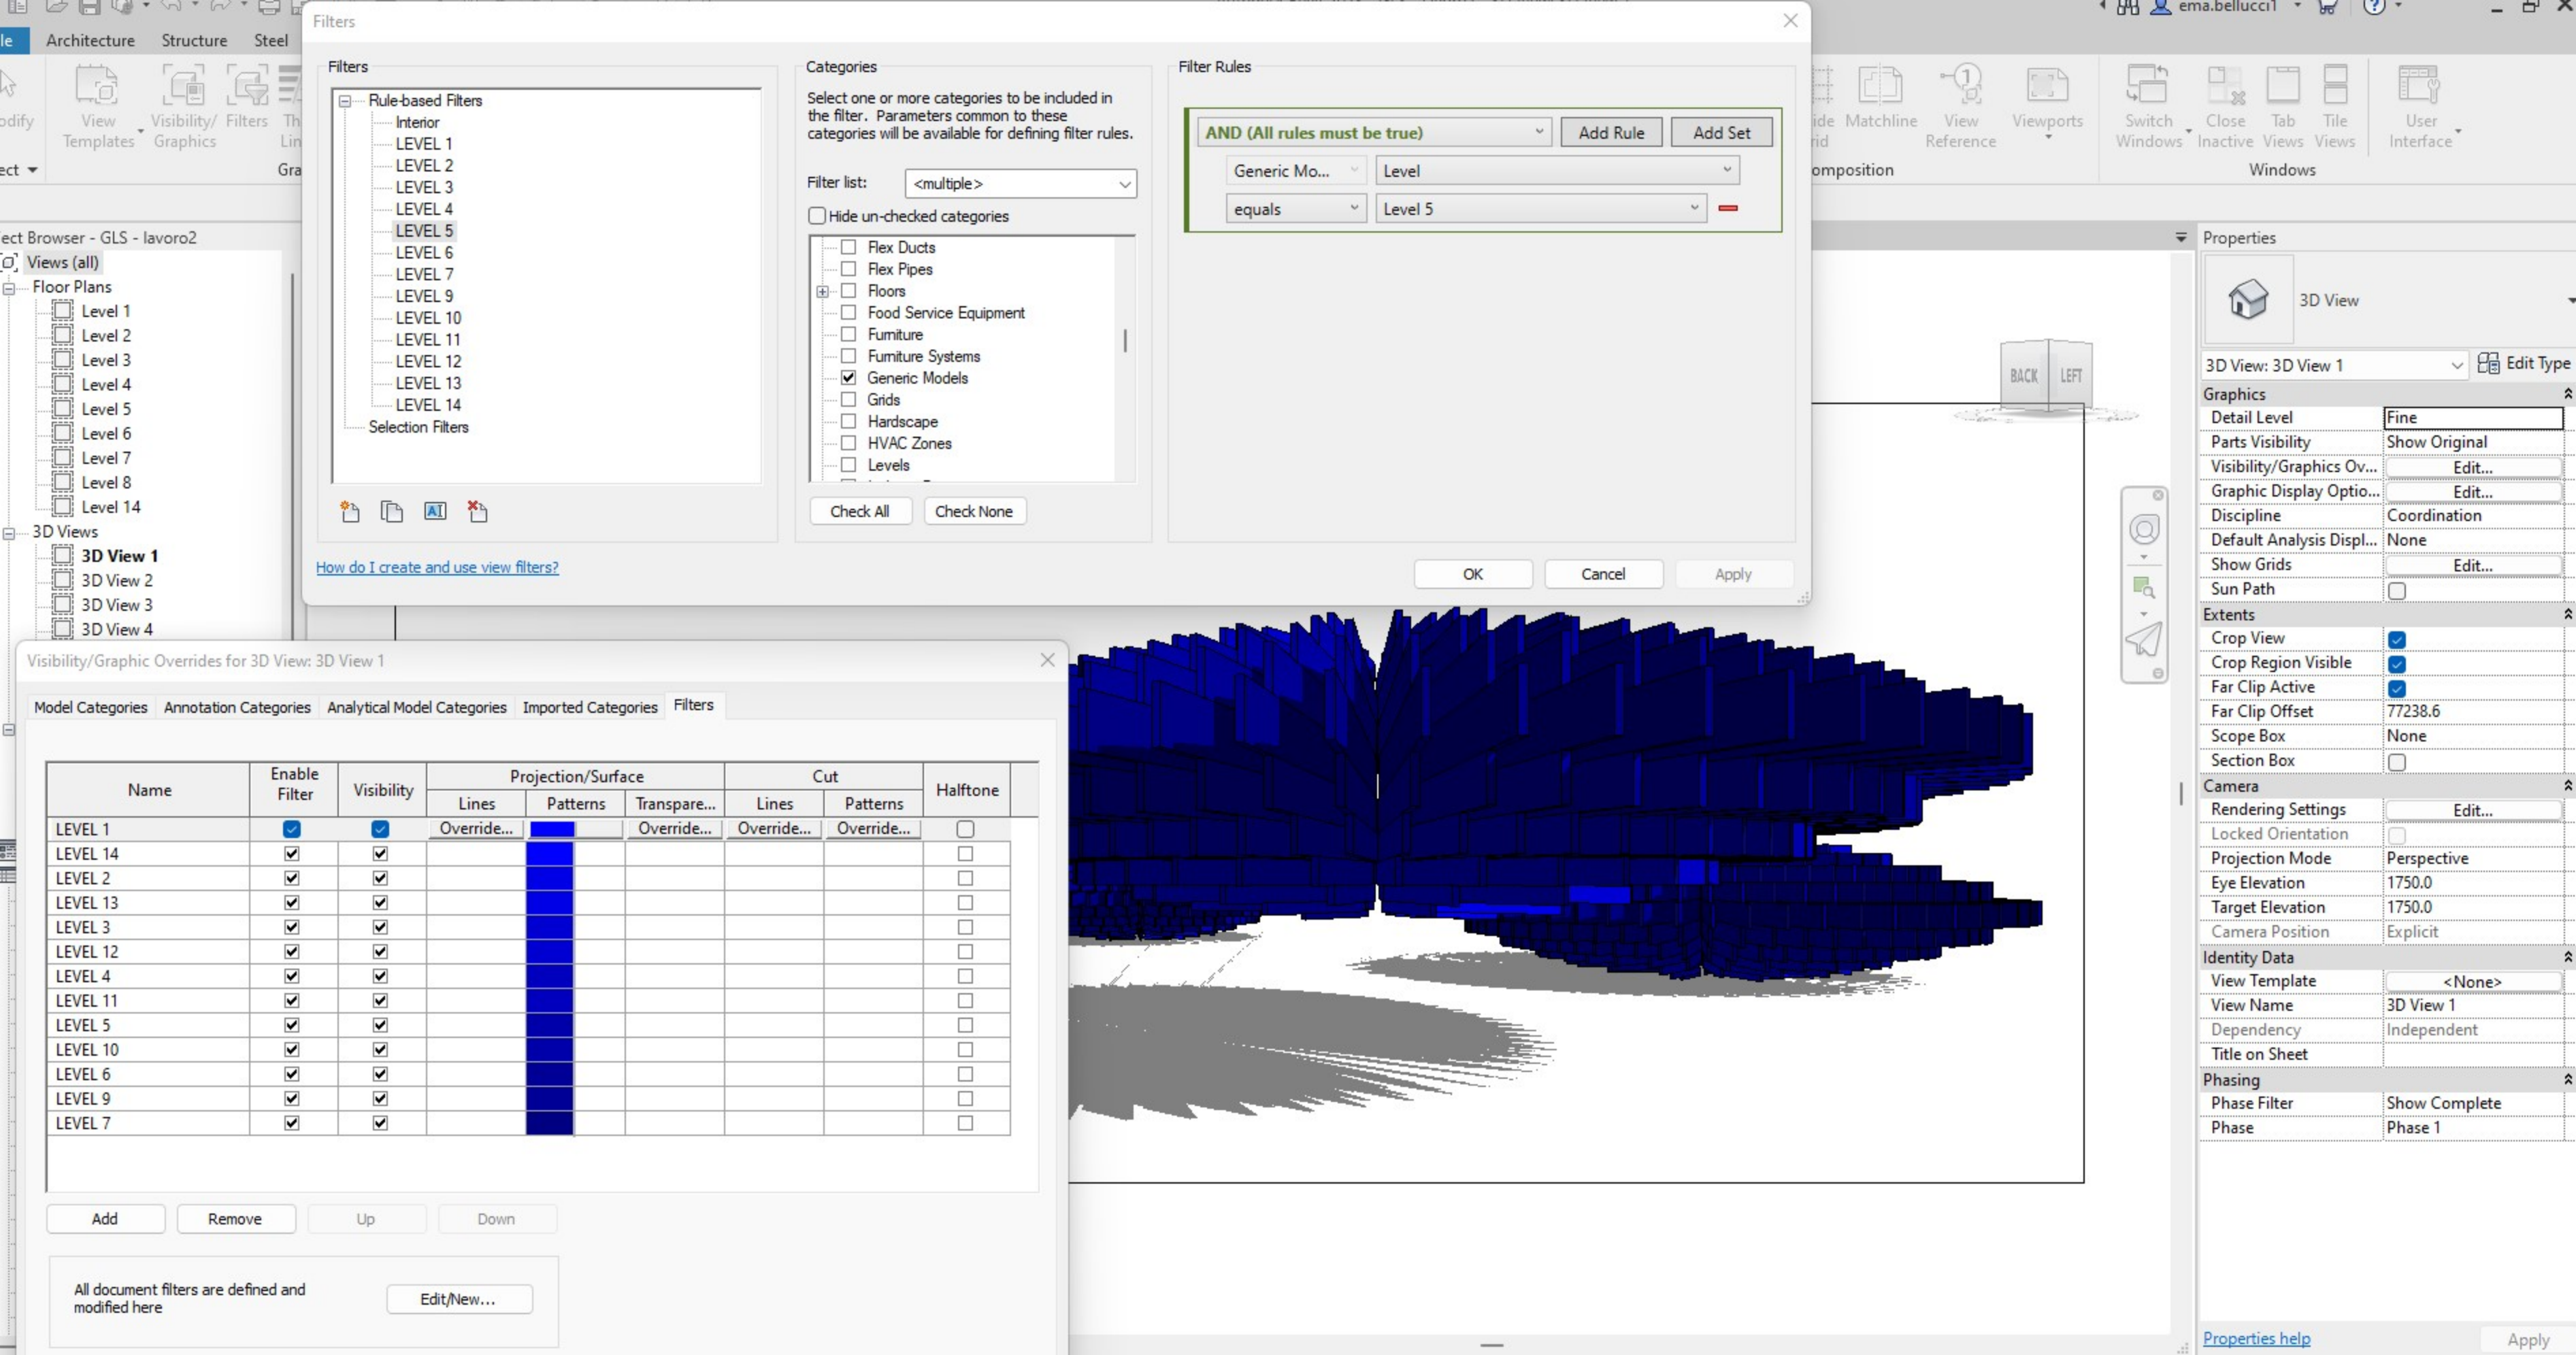 ema.bellucci1
le Architecture Structure Steel
Filters
Filters
Rule-based Filters
Interior
LEVEL 1
LEVEL 2
LEVEL 3
LEVEL 4
LEVEL 5
LEVEL 6
LEVEL 7
LEVEL 9
LEVEL 10
LEVEL 11
LEVEL 12
LEVEL 13
LEVEL 14
Selection Filters
How do I create and use view filters?
Categories
Select one or more categories to be included in
the filter. Parameters common to these
categories will be available for defining filter rules.
Filter list: <multiple>
Hide un-checked categories
Flex Ducts
Flex Pipes
Floors
Food Service Equipment
Furniture
Furniture Systems
Generic Models
Grids
Hardscape
HVAC Zones
Levels
Check All Check None
Filter Rules
AND (All rules must be true) Add Rule Add Set
Generic Mo... Level
equals Level 5
OK Cancel Apply
odify
View
Templates
Visibility/
Graphics
Filters
Th
Lin
ect
Gra
ide
rid
Matchline
View
Reference
Viewports
omposition
Switch
Windows
Close
Inactive
Tab
Views
Tile
Views
Windows
User
Interface
ect Browser - GLS - lavoro2
Views (all)
Floor Plans
Level 1
Level 2
Level 3
Level 4
Level 5
Level 6
Level 7
Level 8
Level 14
3D Views
3D View 1
3D View 2
3D View 3
3D View 4
BACK LEFT
Visibility/Graphic Overrides for 3D View: 3D View 1
Model Categories Annotation Categories Analytical Model Categories Imported Categories Filters
Name
Enable
Filter
Visibility
Projection/Surface
Cut
Halftone
Lines Patterns Transpare... Lines Patterns
LEVEL 1 Override... Override... Override... Override...
LEVEL 14
LEVEL 2
LEVEL 13
LEVEL 3
LEVEL 12
LEVEL 4
LEVEL 11
LEVEL 5
LEVEL 10
LEVEL 6
LEVEL 9
LEVEL 7
Add Remove Up Down
All document filters are defined and
modified here
Edit/New...
Properties
3D View
3D View: 3D View 1 Edit Type
Graphics
Detail Level Fine
Parts Visibility Show Original
Visibility/Graphics Ov... Edit...
Graphic Display Optio... Edit...
Discipline Coordination
Default Analysis Displ... None
Show Grids Edit...
Sun Path
Extents
Crop View
Crop Region Visible
Far Clip Active
Far Clip Offset 77238.6
Scope Box None
Section Box
Camera
Rendering Settings Edit...
Locked Orientation
Projection Mode Perspective
Eye Elevation 1750.0
Target Elevation 1750.0
Camera Position Explicit
Identity Data
View Template <None>
View Name 3D View 1
Dependency Independent
Title on Sheet
Phasing
Phase Filter Show Complete
Phase Phase 1
Properties help Apply